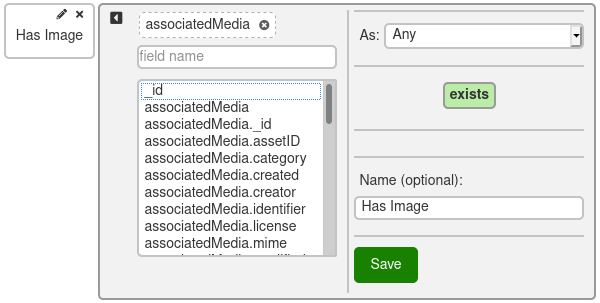 Has Image
associatedMedia
field name
_id
associatedMedia
associatedMedia._id
associatedMedia.assetID
associatedMedia.category
associatedMedia.created
associatedMedia.creator
associatedMedia.identifier
associatedMedia.license
associatedMedia.mime
As: Any
exists
Name (optional):
Has Image
Save